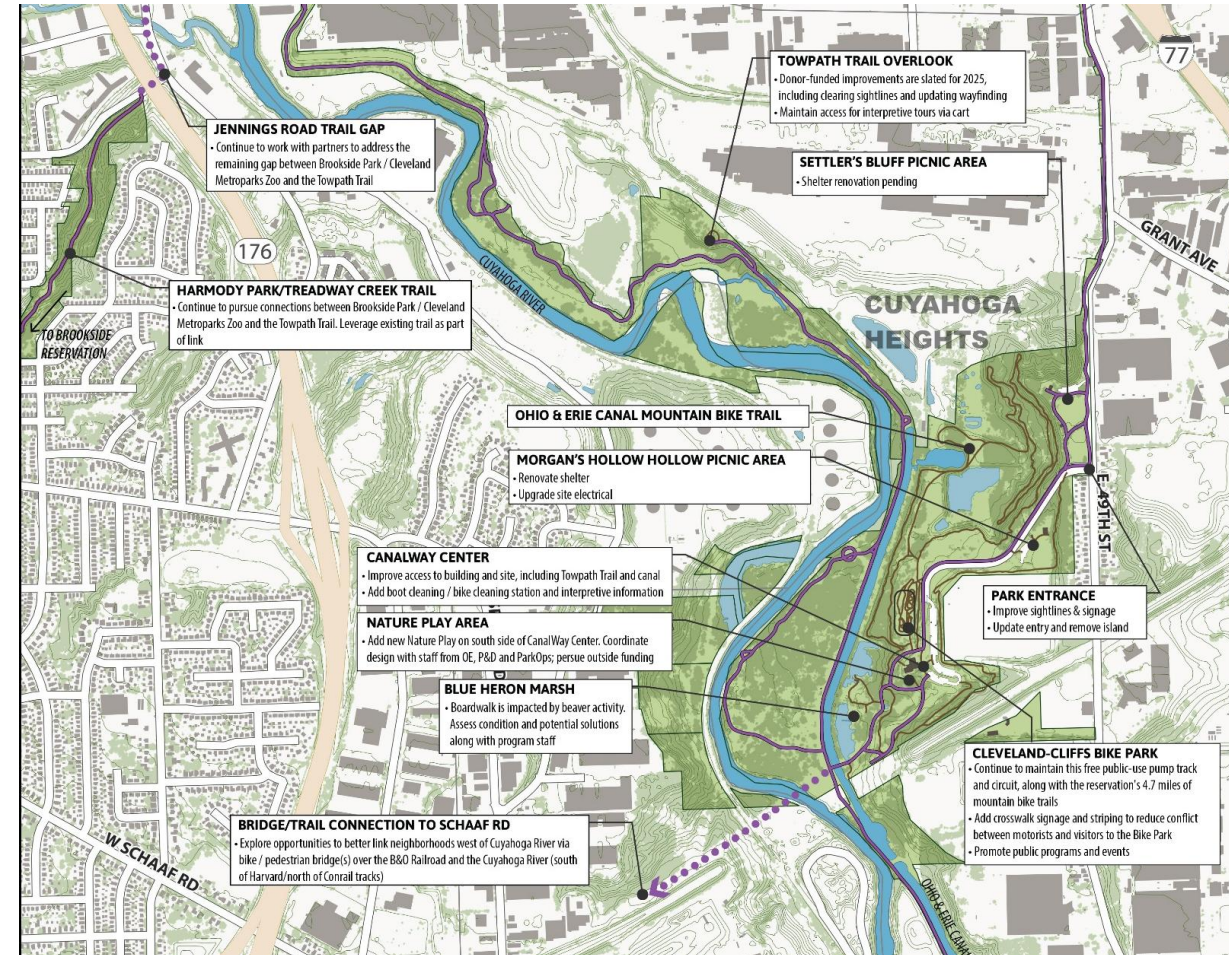 77
TOWPATH TRAIL OVERLOOK
• Donor-funded improvements are slated for 2025,
including clearing sightlines and updating wayfinding
• Maintain access for interpretive tours via cart
JENNINGS ROAD TRAIL GAP
• Continue to work with partners to address the
remaining gap between Brookside Park / Cleveland
Metroparks Zoo and the Towpath Trail
SETTLER'S BLUFF PICNIC AREA
• Shelter renovation pending
GRANT AVE
176
CUYAHOGA RIVER
HARMODY PARK/TREADWAY CREEK TRAIL
• Continue to pursue connections between Brookside Park / Cleveland
Metroparks Zoo and the Towpath Trail. Leverage existing trail as part
of link
TO BROOKSIDE
RESERVATION
CUYAHOGA
HEIGHTS
OHIO & ERIE CANAL MOUNTAIN BIKE TRAIL
MORGAN'S HOLLOW HOLLOW PICNIC AREA
• Renovate shelter
• Upgrade site electrical
E. 49TH ST
CANALWAY CENTER
• Improve access to building and site, including Towpath Trail and canal
• Add boot cleaning / bike cleaning station and interpretive information
PARK ENTRANCE
• Improve sightlines & signage
• Update entry and remove island
NATURE PLAY AREA
• Add new Nature Play on south side of CanalWay Center. Coordinate
design with staff from OE, P&D and ParkOps; persue outside funding
BLUE HERON MARSH
• Boardwalk is impacted by beaver activity.
Assess condition and potential solutions
along with program staff
CLEVELAND-CLIFFS BIKE PARK
• Continue to maintain this free public-use pump track
and circuit, along with the reservation's 4.7 miles of
mountain bike trails
• Add crosswalk signage and striping to reduce conflict
between motorists and visitors to the Bike Park
• Promote public programs and events
BRIDGE/TRAIL CONNECTION TO SCHAAF RD
• Explore opportunities to better link neighborhoods west of Cuyahoga River via
bike / pedestrian bridge(s) over the B&O Railroad and the Cuyahoga River (south
of Harvard/north of Conrail tracks)
W SCHAAF RD
OHIO & ERIE CANAL